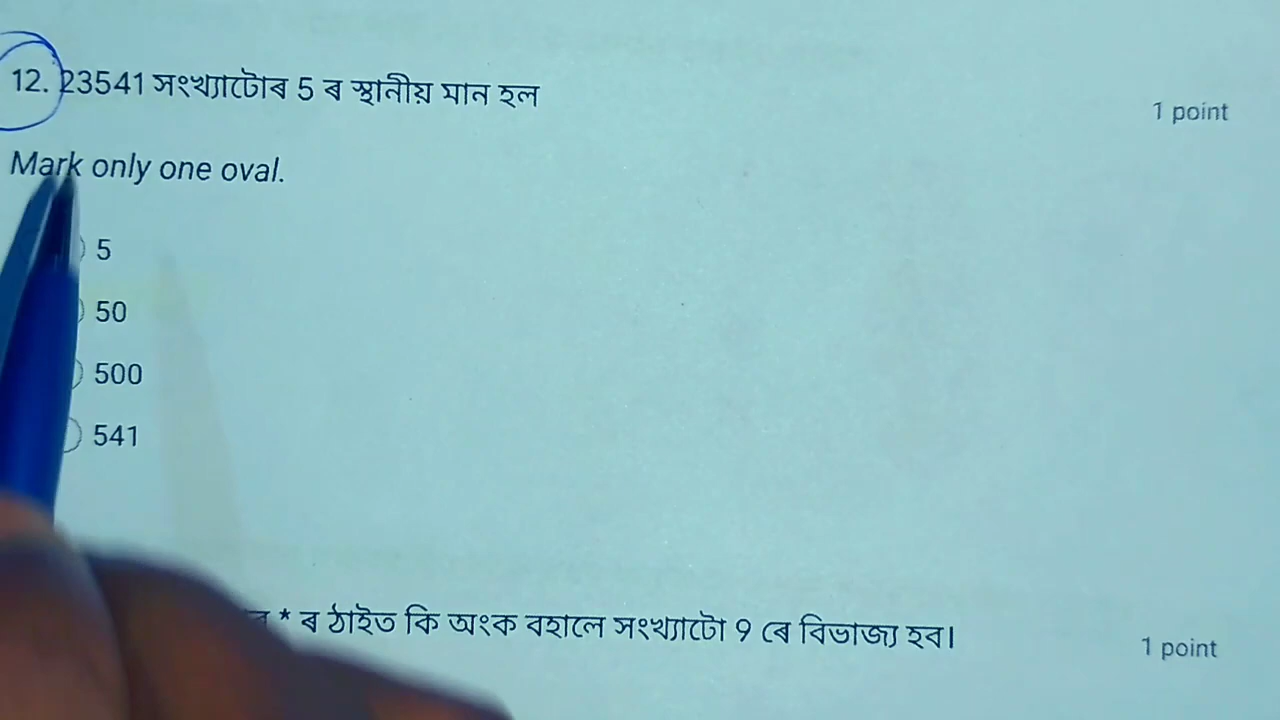 12. 23541 সংখ্যাটোৰ 5 ৰ স্থানীয় মান হল
1 point
Mark only one oval.
5
50
500
541
* ৰ ঠাইত কি অংক বহালে সংখ্যাটো 9 ৰে বিভাজ্য হব।
1 point